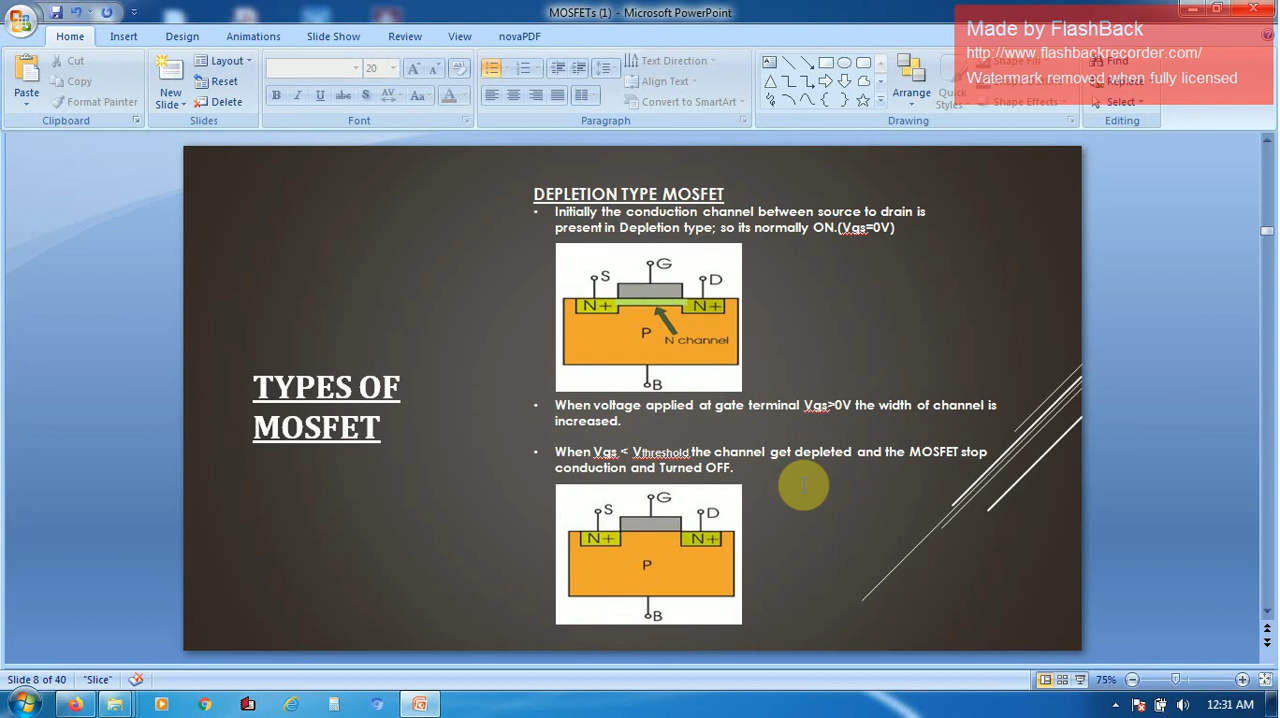 MOSFETs (1) - Microsoft PowerPoint
Made by FlashBack
http://www.flashbackrecorder.com/
Watermark removed when fully licensed
Home Insert Design Animations Slide Show Review View novaPDF
Paste
Cut
Copy
Format Painter
Clipboard
New
Slide
Layout
Reset
Delete
Slides
20
B I U abe S AV Aa A
Font
Text Direction
Align Text
Convert to SmartArt
Paragraph
Arrange
Quick
Styles
Shape Fill
Shape Effects
Drawing
Find
Replace
Select
Editing
TYPES OF
MOSFET
DEPLETION TYPE MOSFET
• Initially the conduction channel between source to drain is
present in Depletion type; so its normally ON.(Vgs=0V)
G
S D
N+ N+
P
N channel
B
• When voltage applied at gate terminal Vgs>0V the width of channel is
increased.
• When Vgs < Vthreshold the channel get depleted and the MOSFET stop
conduction and Turned OFF.
G
S D
N+ N+
P
B
Slide 8 of 40 "Slice" 75%
12:31 AM